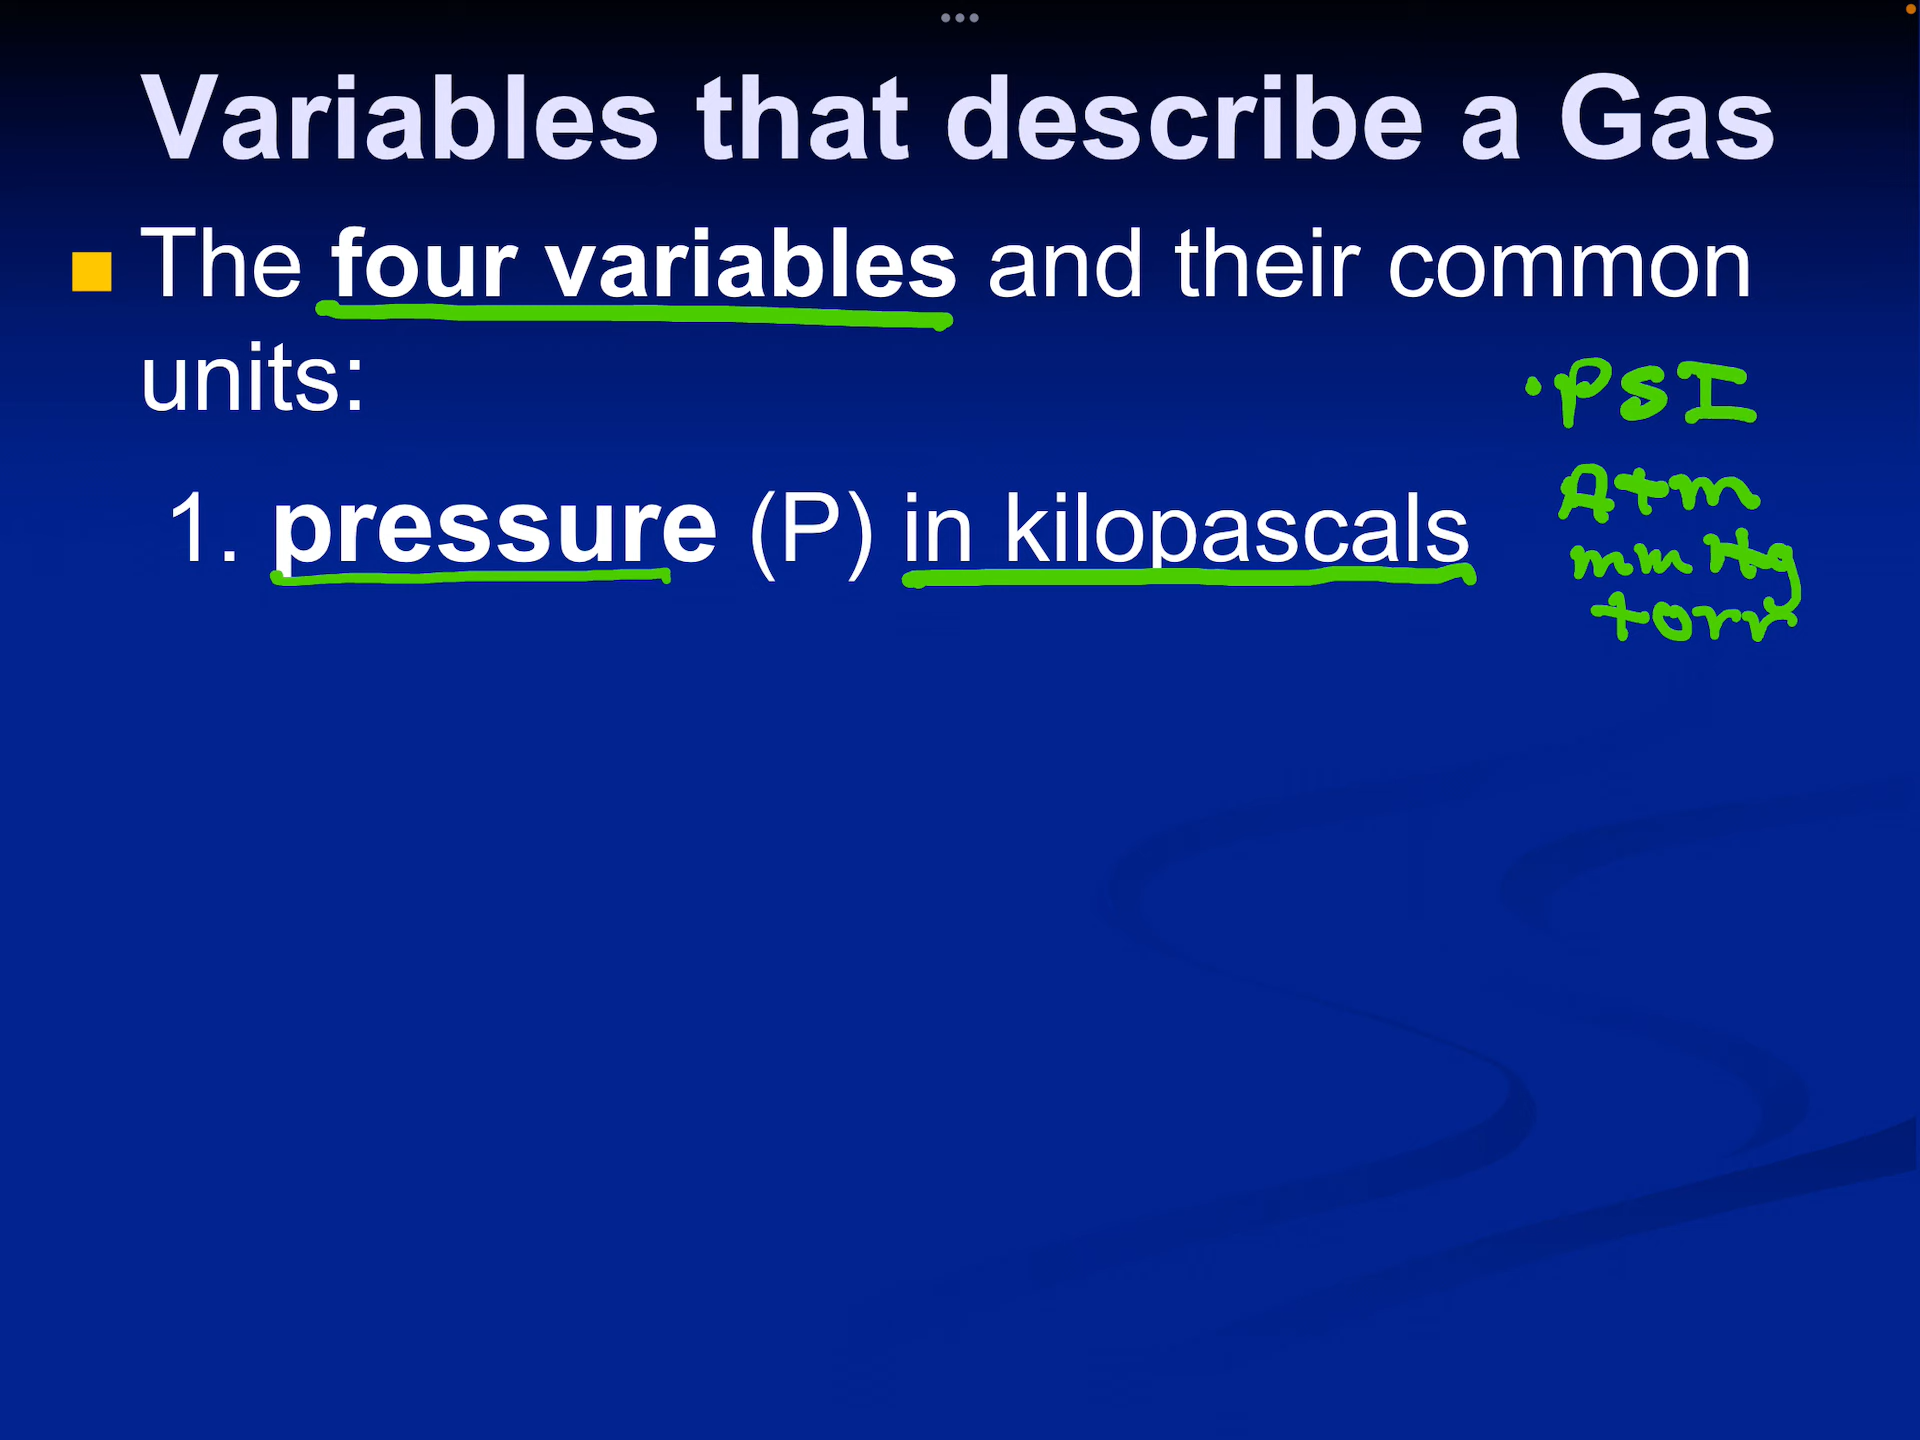 Variables that describe a Gas
The four variables and their common
units:
1. pressure (P) in kilopascals
·PSI
Atm
mm Hg
torr